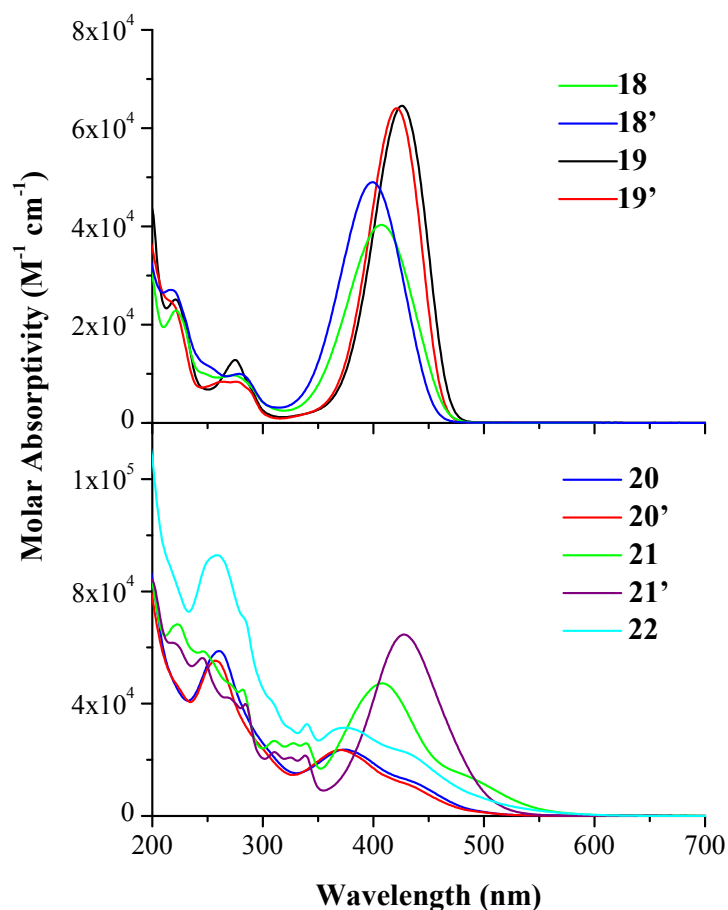 8x10⁴
6x10⁴
4x10⁴
2x10⁴
0
18
18’
19
19’
Molar Absorptivity (M⁻¹ cm⁻¹)
1x10⁵
8x10⁴
4x10⁴
0
20
20’
21
21’
22
200 300 400 500 600 700
Wavelength (nm)